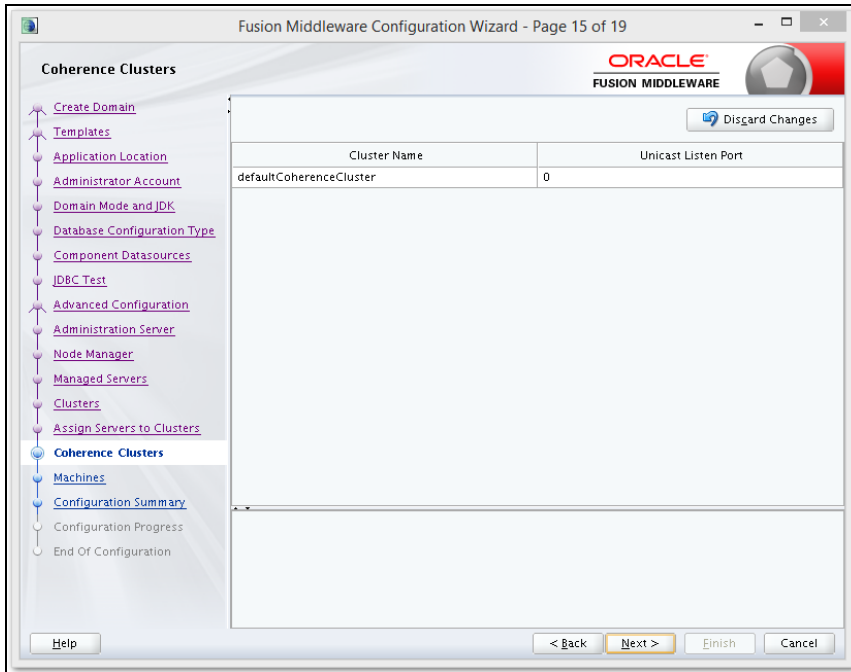 Fusion Middleware Configuration Wizard - Page 15 of 19
Coherence Clusters
ORACLE
FUSION MIDDLEWARE
Create Domain
Templates
Application Location
Administrator Account
Domain Mode and JDK
Database Configuration Type
Component Datasources
JDBC Test
Advanced Configuration
Administration Server
Node Manager
Managed Servers
Clusters
Assign Servers to Clusters
Coherence Clusters
Machines
Configuration Summary
Configuration Progress
End Of Configuration
Discard Changes
Cluster Name Unicast Listen Port
defaultCoherenceCluster 0
Help < Back Next > Finish Cancel